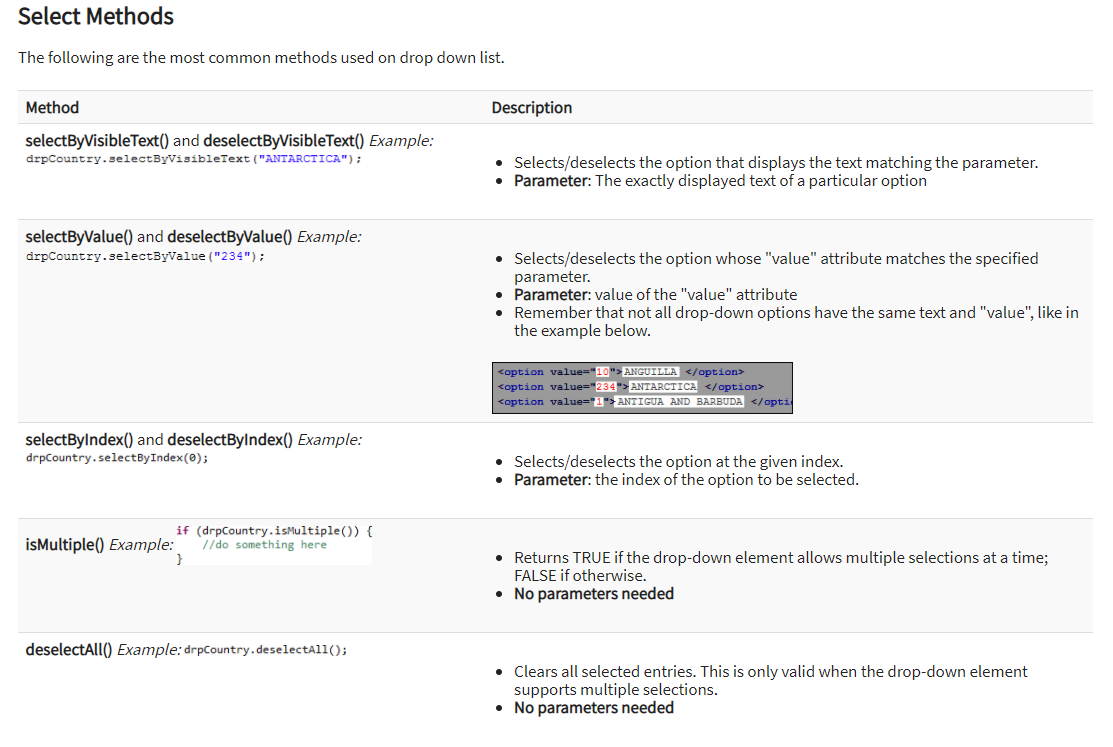 Select Methods
The following are the most common methods used on drop down list.
Method Description
selectByVisibleText() and deselectByVisibleText() Example:
drpCountry.selectByVisibleText("ANTARCTICA");
Selects/deselects the option that displays the text matching the parameter.
Parameter: The exactly displayed text of a particular option
selectByValue() and deselectByValue() Example:
drpCountry.selectByValue("234");
Selects/deselects the option whose "value" attribute matches the specified
parameter.
Parameter: value of the "value" attribute
Remember that not all drop-down options have the same text and "value", like in
the example below.
<option value="10">ANGUILLA </option>
<option value="234">ANTARCTICA </option>
<option value="1">ANTIGUA AND BARBUDA </opti
selectByIndex() and deselectByIndex() Example:
drpCountry.selectByIndex(0);
Selects/deselects the option at the given index.
Parameter: the index of the option to be selected.
isMultiple() Example:
if (drpCountry.isMultiple()) {
//do something here
}
Returns TRUE if the drop-down element allows multiple selections at a time;
FALSE if otherwise.
No parameters needed
deselectAll() Example: drpCountry.deselectAll();
Clears all selected entries. This is only valid when the drop-down element
supports multiple selections.
No parameters needed